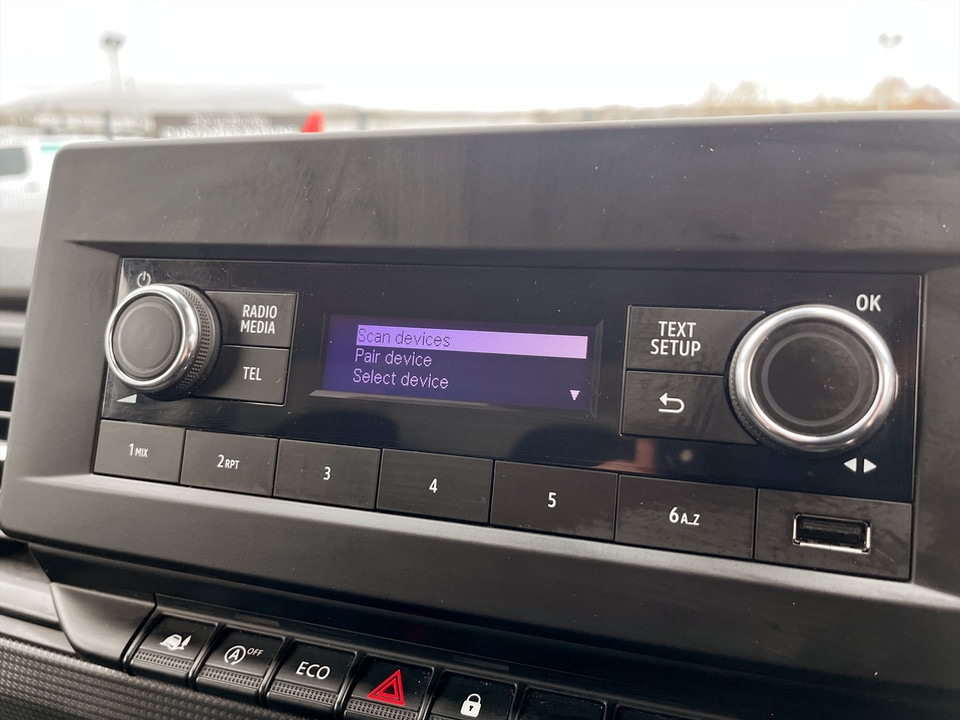 RADIO
MEDIA
TEL
Scan devices
Pair device
Select device
TEXT
SETUP
OK
1 MIX
2 RPT
3
4
5
6 A_Z
A OFF
ECO